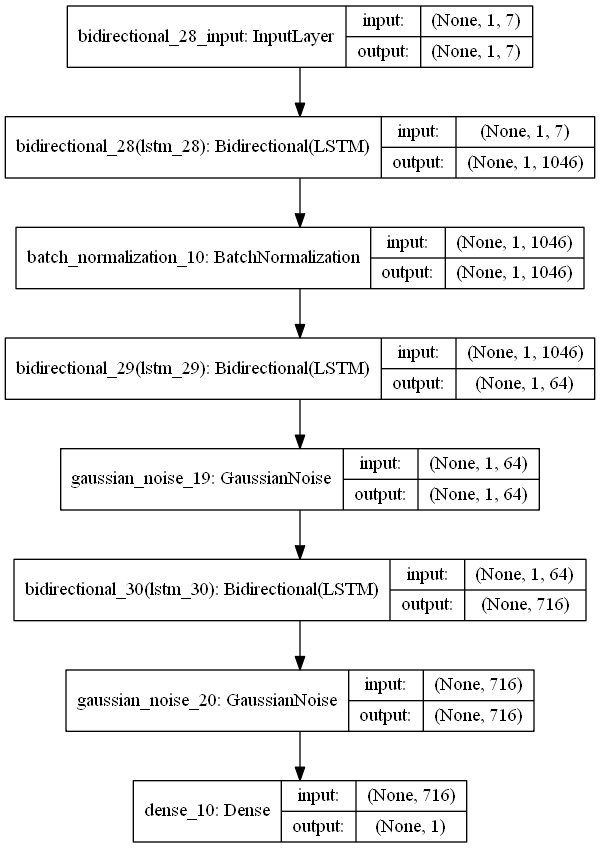 bidirectional_28_input: InputLayer
input: (None, 1, 7)
output: (None, 1, 7)
bidirectional_28(lstm_28): Bidirectional(LSTM)
input: (None, 1, 7)
output: (None, 1, 1046)
batch_normalization_10: BatchNormalization
input: (None, 1, 1046)
output: (None, 1, 1046)
bidirectional_29(lstm_29): Bidirectional(LSTM)
input: (None, 1, 1046)
output: (None, 1, 64)
gaussian_noise_19: GaussianNoise
input: (None, 1, 64)
output: (None, 1, 64)
bidirectional_30(lstm_30): Bidirectional(LSTM)
input: (None, 1, 64)
output: (None, 716)
gaussian_noise_20: GaussianNoise
input: (None, 716)
output: (None, 716)
dense_10: Dense
input: (None, 716)
output: (None, 1)